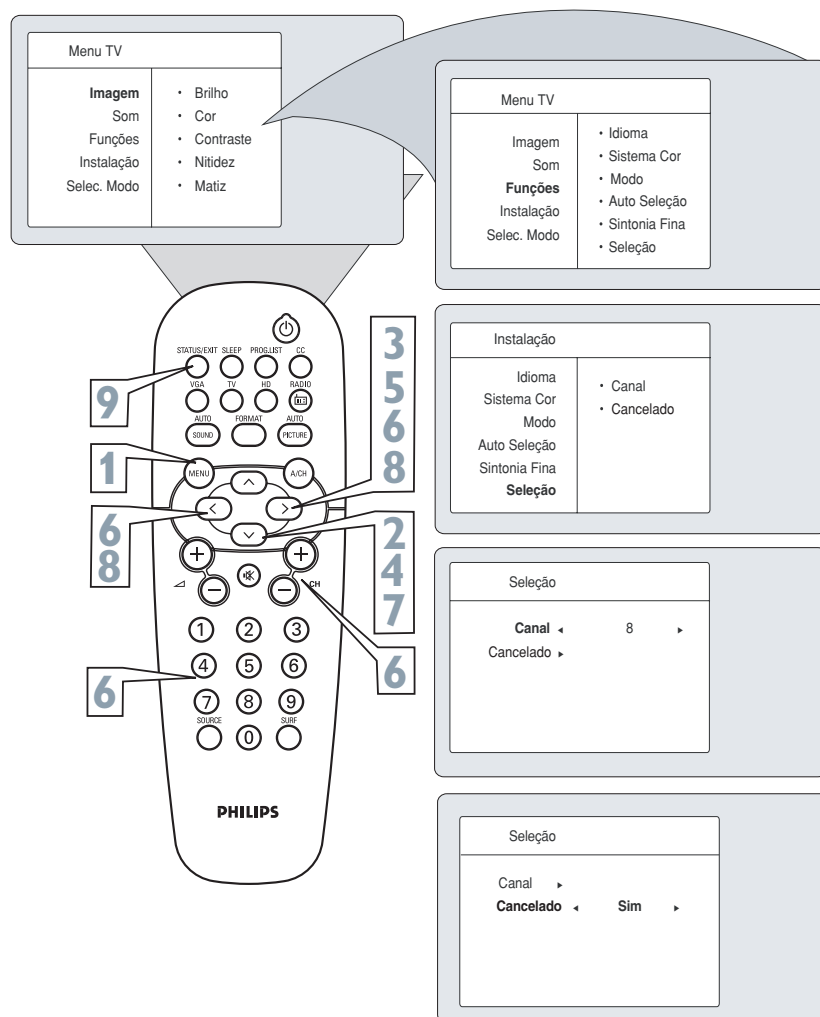 Menu TV
Imagem • Brilho
Som • Cor
Funções • Contraste
Instalação • Nitidez
Selec. Modo • Matiz
Menu TV
Imagem
Som
Funções
Instalação
Selec. Modo
• Idioma
• Sistema Cor
• Modo
• Auto Seleção
• Sintonia Fina
• Seleção
Instalação
Idioma
Sistema Cor
Modo
Auto Seleção
Sintonia Fina
Seleção
• Canal
• Cancelado
Seleção
Canal ◂ 8 ▸
Cancelado ▸
Seleção
Canal ▸
Cancelado ◂ Sim ▸
STATUS/EXIT SLEEP PROG.LIST CC
VGA TV HD RADIO
AUTO FORMAT AUTO
SOUND PICTURE
MENU A/CH
+ +
− − CH
1 2 3
4 5 6
7 8 9
SOURCE SURF
0
PHILIPS
9
1
6
8
6
3
5
6
8
2
4
7
6